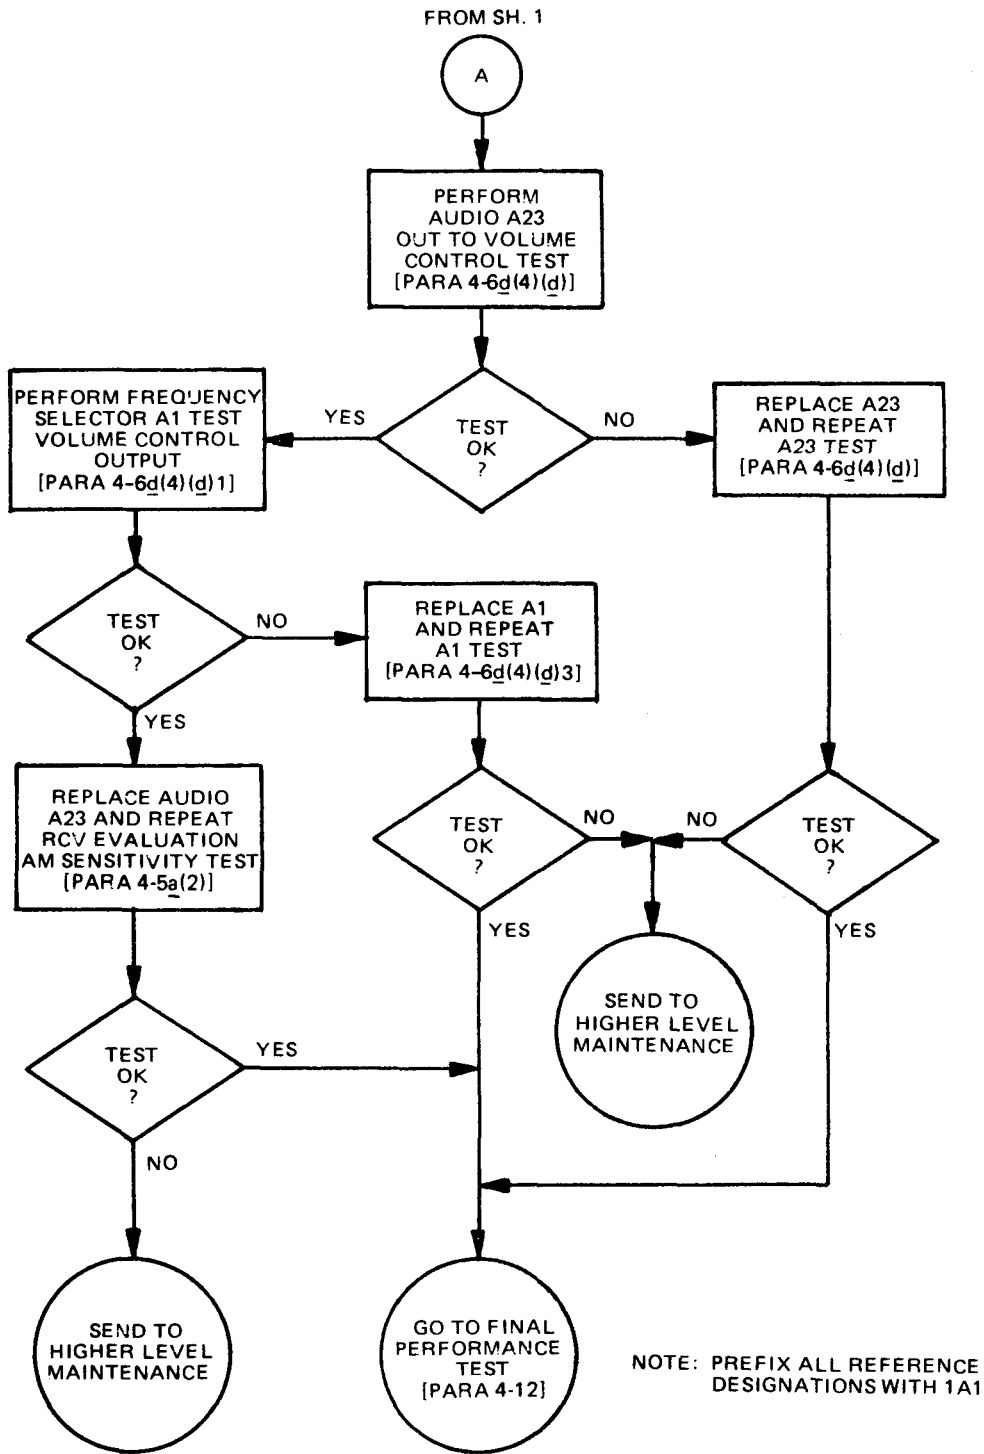 FROM SH. 1
A
PERFORM
AUDIO A23
OUT TO VOLUME
CONTROL TEST
[PARA 4-6d(4)(d)]
TEST
OK
?
YES
NO
PERFORM FREQUENCY
SELECTOR A1 TEST
VOLUME CONTROL
OUTPUT
[PARA 4-6d(4)(d)1]
REPLACE A23
AND REPEAT
A23 TEST
[PARA 4-6d(4)(d)]
TEST
OK
?
NO
YES
REPLACE A1
AND REPEAT
A1 TEST
[PARA 4-6d(4)(d)3]
REPLACE AUDIO
A23 AND REPEAT
RCV EVALUATION
AM SENSITIVITY TEST
[PARA 4-5a(2)]
TEST
OK
?
NO
YES
TEST
OK
?
NO
YES
SEND TO
HIGHER LEVEL
MAINTENANCE
TEST
OK
?
YES
NO
SEND TO
HIGHER LEVEL
MAINTENANCE
GO TO FINAL
PERFORMANCE
TEST
[PARA 4-12]
NOTE: PREFIX ALL REFERENCE
DESIGNATIONS WITH 1A1